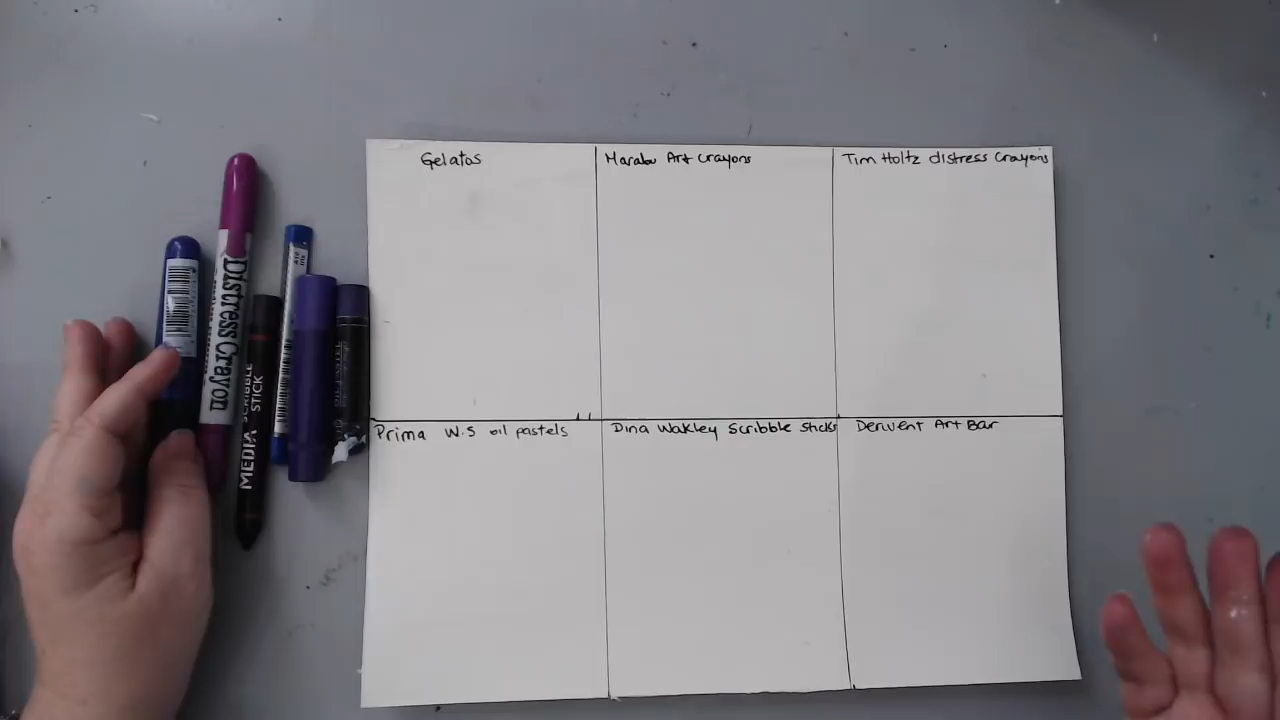 Gelatos
Marabu Art Crayons
Tim Holtz distress Crayons
Prima W.S oil pastels
Dina Wakley Scribble Sticks
Derwent Art Bar
Distress Crayon
MEDIA SCRIBBLE STICK